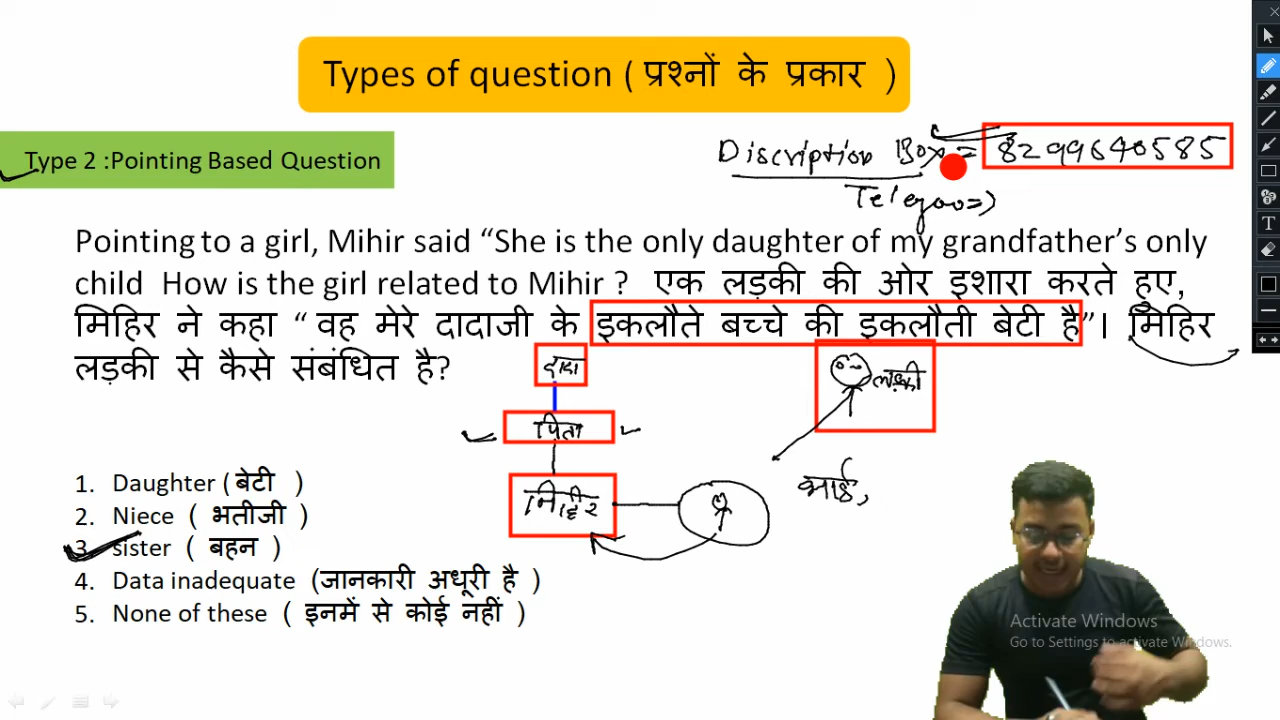 Types of question ( प्रश्नों के प्रकार )
Type 2 :Pointing Based Question
Discription Box = 8299640585
Pointing to a girl, Mihir said “She is the only daughter of my grandfather’s only
child How is the girl related to Mihir ? एक लड़की की ओर इशारा करते हुए,
मिहिर ने कहा “ वह मेरे दादाजी के इकलौते बच्चे की इकलौती बेटी है”। मिहिर
लड़की से कैसे संबंधित है?
दादा
लड़की
पिता
मिहिर
भाई,
1. Daughter ( बेटी )
2. Niece ( भतीजी )
3. sister ( बहन )
4. Data inadequate (जानकारी अधूरी है )
5. None of these ( इनमें से कोई नहीं )
Activate Windows
Go to Settings to activate Windows.